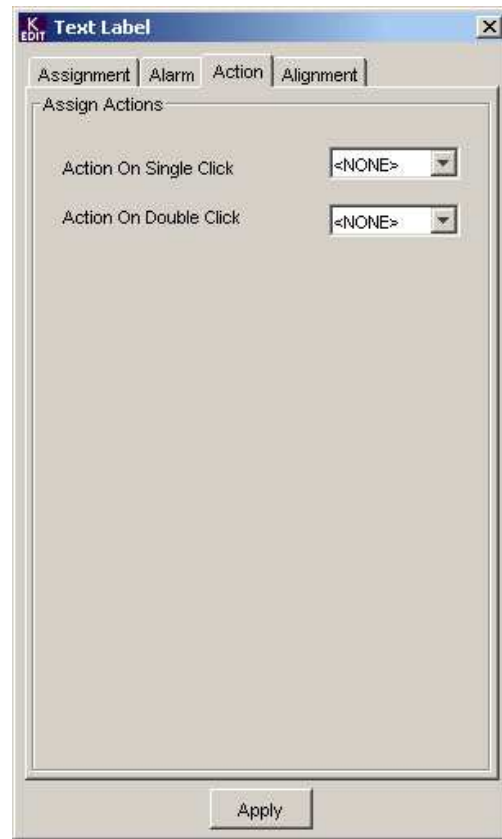 K EDIT Text Label
Assignment Alarm Action Alignment
Assign Actions
Action On Single Click <NONE>
Action On Double Click <NONE>
Apply